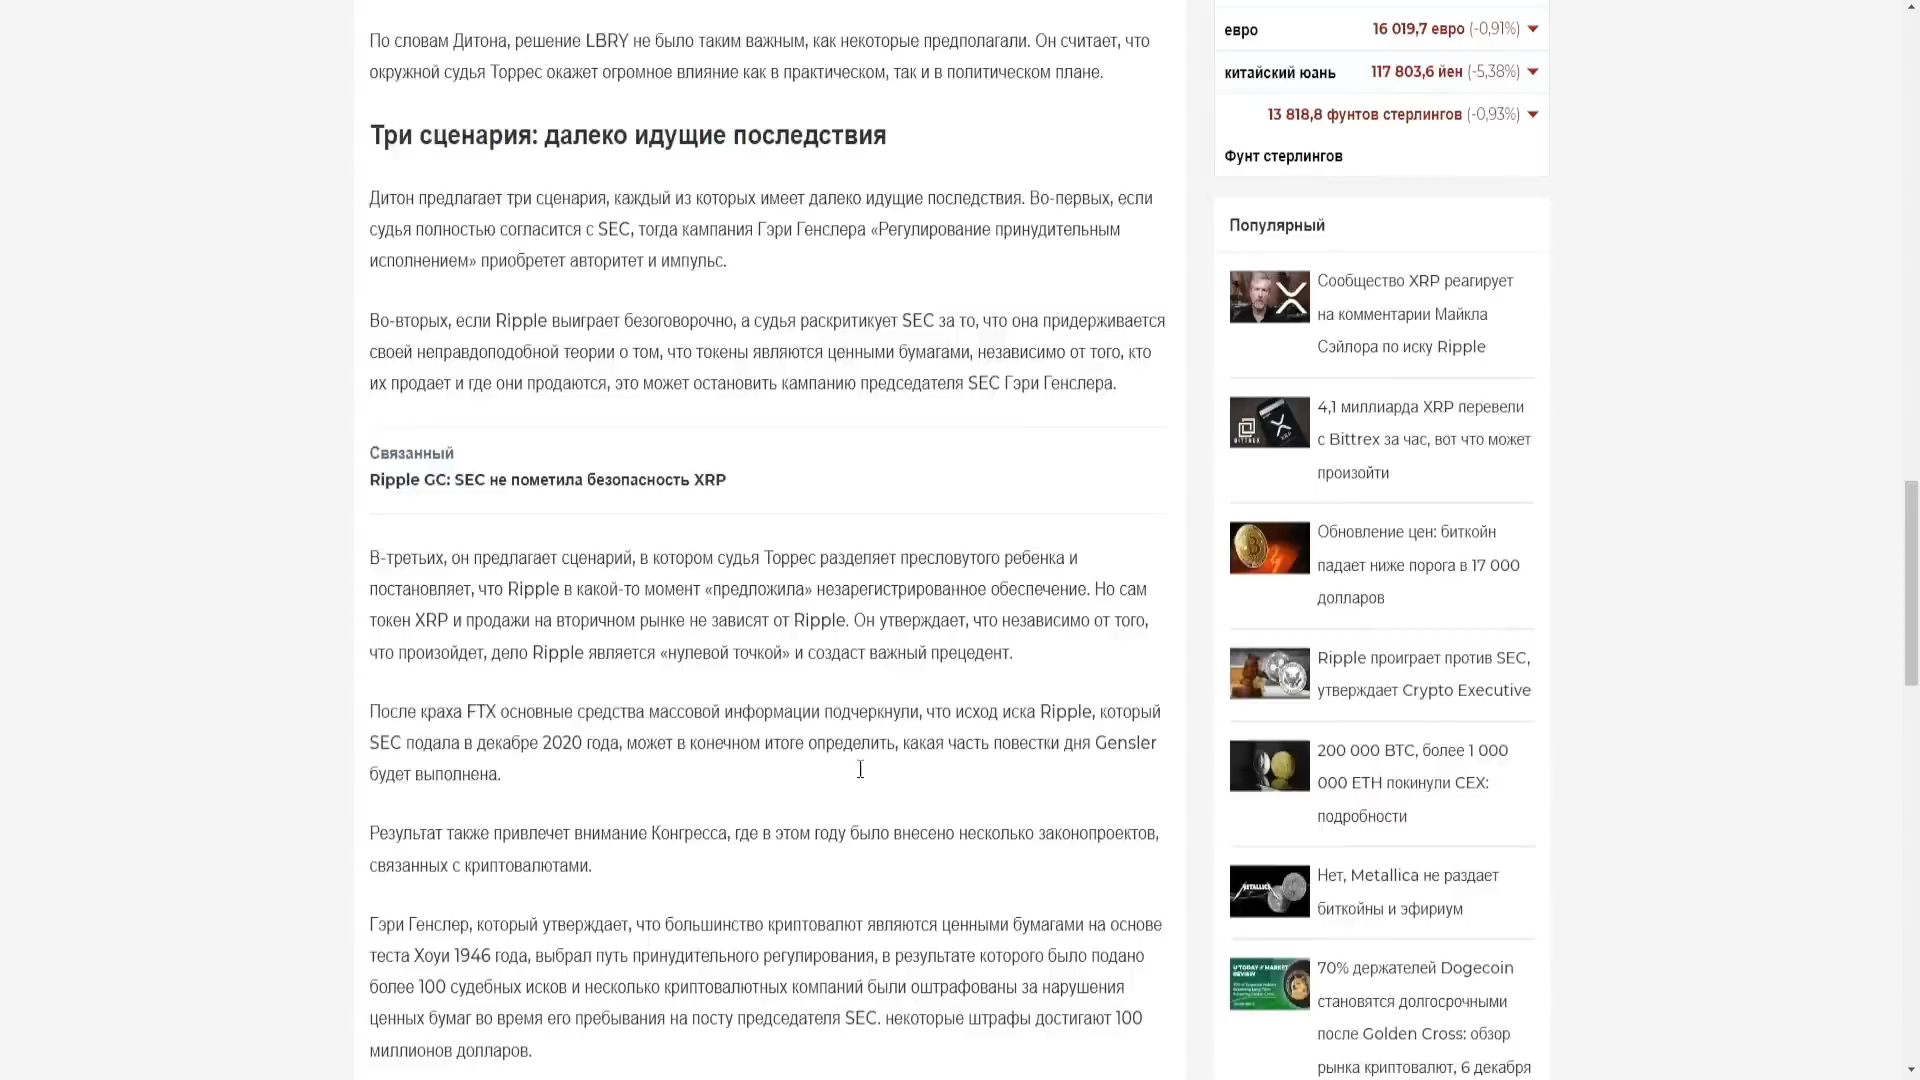 По словам Дитона, решение LBRY не было таким важным, как некоторые предполагали. Он считает, что
окружной судья Торрес окажет огромное влияние как в практическом, так и в политическом плане.
Три сценария: далеко идущие последствия
Дитон предлагает три сценария, каждый из которых имеет далеко идущие последствия. Во-первых, если
судья полностью согласится с SEC, тогда кампания Гэри Генслера «Регулирование принудительным
исполнением» приобретет авторитет и импульс.
Во-вторых, если Ripple выиграет безоговорочно, а судья раскритикует SEC за то, что она придерживается
своей неправдоподобной теории о том, что токены являются ценными бумагами, независимо от того, кто
их продает и где они продаются, это может остановить кампанию председателя SEC Гэри Генслера.
Связанный
Ripple GC: SEC не пометила безопасность XRP
В-третьих, он предлагает сценарий, в котором судья Торрес разделяет пресловутого ребенка и
постановляет, что Ripple в какой-то момент «предложила» незарегистрированное обеспечение. Но сам
токен XRP и продажи на вторичном рынке не зависят от Ripple. Он утверждает, что независимо от того,
что произойдет, дело Ripple является «нулевой точкой» и создаст важный прецедент.
После краха FTX основные средства массовой информации подчеркнули, что исход иска Ripple, который
SEC подала в декабре 2020 года, может в конечном итоге определить, какая часть повестки дня Gensler
будет выполнена.
Результат также привлечет внимание Конгресса, где в этом году было внесено несколько законопроектов,
связанных с криптовалютами.
Гэри Генслер, который утверждает, что большинство криптовалют являются ценными бумагами на основе
теста Хоуи 1946 года, выбрал путь принудительного регулирования, в результате которого было подано
более 100 судебных исков и несколько криптовалютных компаний были оштрафованы за нарушения
ценных бумаг во время его пребывания на посту председателя SEC. некоторые штрафы достигают 100
миллионов долларов.
евро 16 019,7 евро (-0,91%)
китайский юань 117 803,6 йен (-5,38%)
13 818,8 фунтов стерлингов (-0,93%)
Фунт стерлингов
Популярный
Сообщество XRP реагирует
на комментарии Майкла
Сэйлора по иску Ripple
4,1 миллиарда XRP перевели
с Bittrex за час, вот что может
произойти
Обновление цен: биткойн
падает ниже порога в 17 000
долларов
Ripple проиграет против SEC,
утверждает Crypto Executive
200 000 BTC, более 1 000
000 ETH покинули CEX:
подробности
Нет, Metallica не раздает
биткойны и эфириум
70% держателей Dogecoin
становятся долгосрочными
после Golden Cross: обзор
рынка криптовалют, 6 декабря